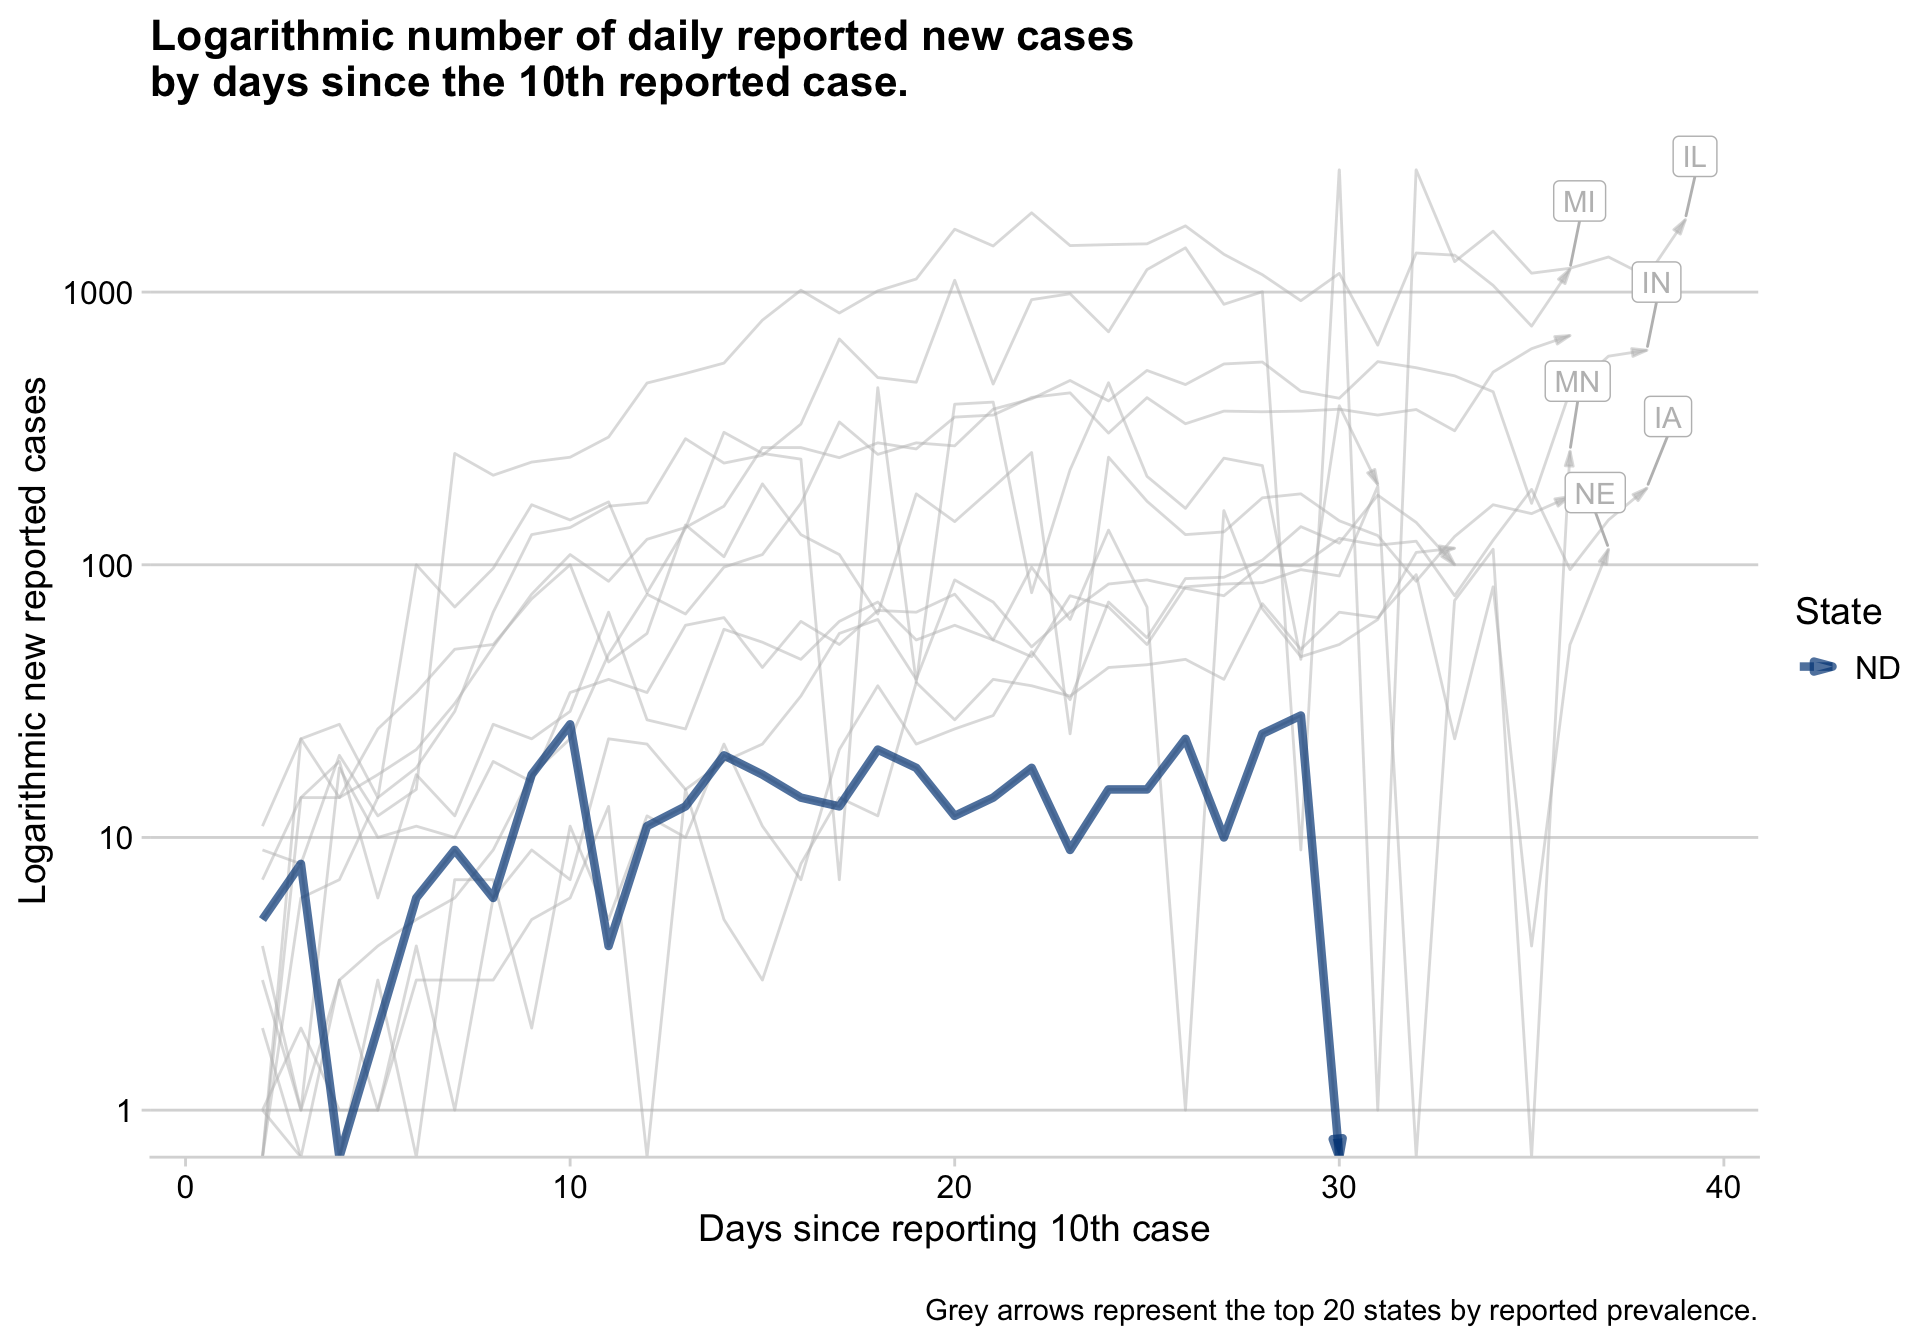 Logarithmic number of daily reported new cases
by days since the 10th reported case.
Logarithmic new reported cases
1000
100
10
1
IL
MI
IN
MN
IA
NE
State
ND
0
10
20
30
40
Days since reporting 10th case
Grey arrows represent the top 20 states by reported prevalence.